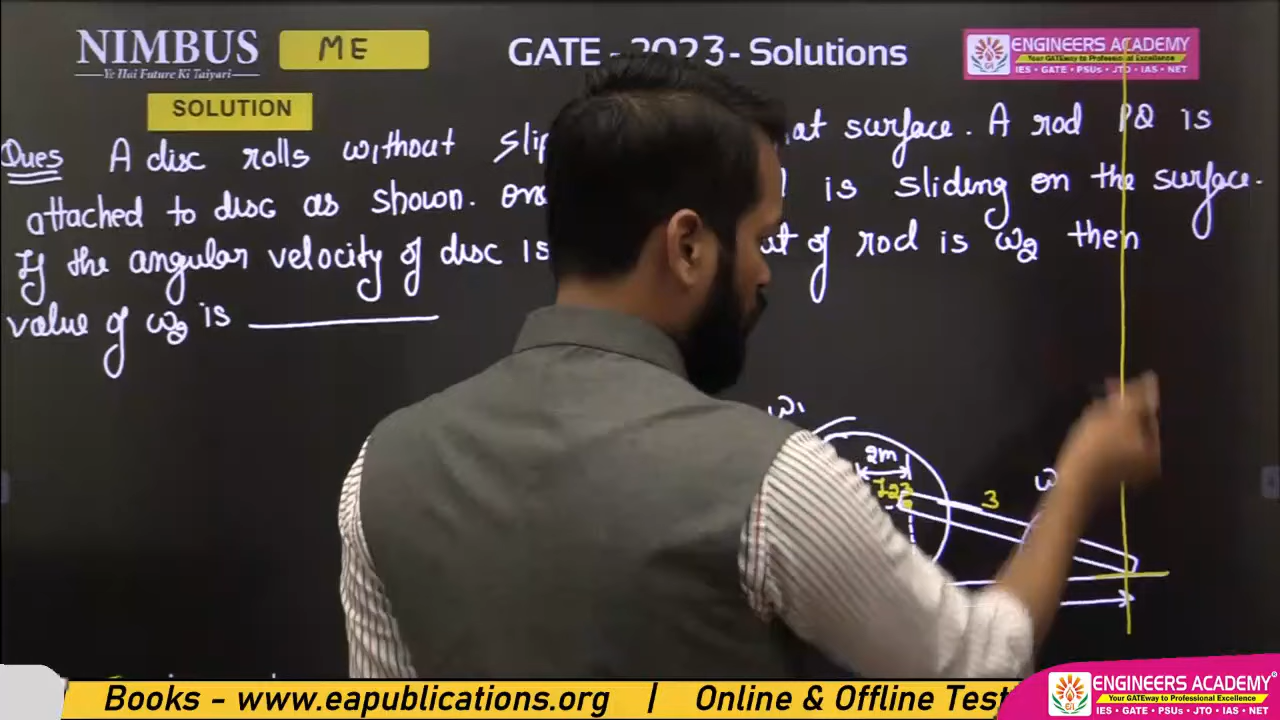 NIMBUS
Ye Hai Future Ki Taiyari
ME
GATE - 2023 - Solutions
ENGINEERS ACADEMY
Your GATEway to Professional Excellence
IES • GATE • PSUs • JTO • IAS • NET
SOLUTION
Ques A disc rolls without slip at surface. A rod PQ is
attached to disc as shown. one is sliding on the surface.
If the angular velocity of disc is of rod is ω2 then
value of ω2 is
ω1
2m
3
Books - www.eapublications.org | Online & Offline Test
ENGINEERS ACADEMY
Your GATEway to Professional Excellence
IES • GATE • PSUs • JTO • IAS • NET